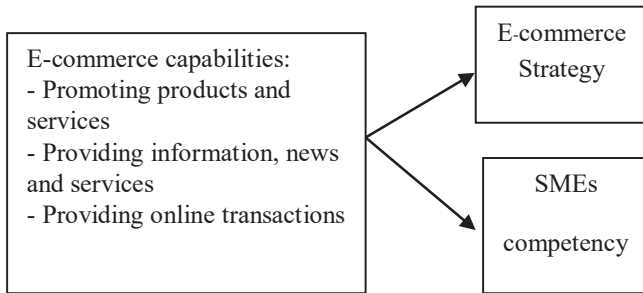 E-commerce capabilities:
- Promoting products and
services
- Providing information, news
and services
- Providing online transactions
E-commerce
Strategy
SMEs
competency